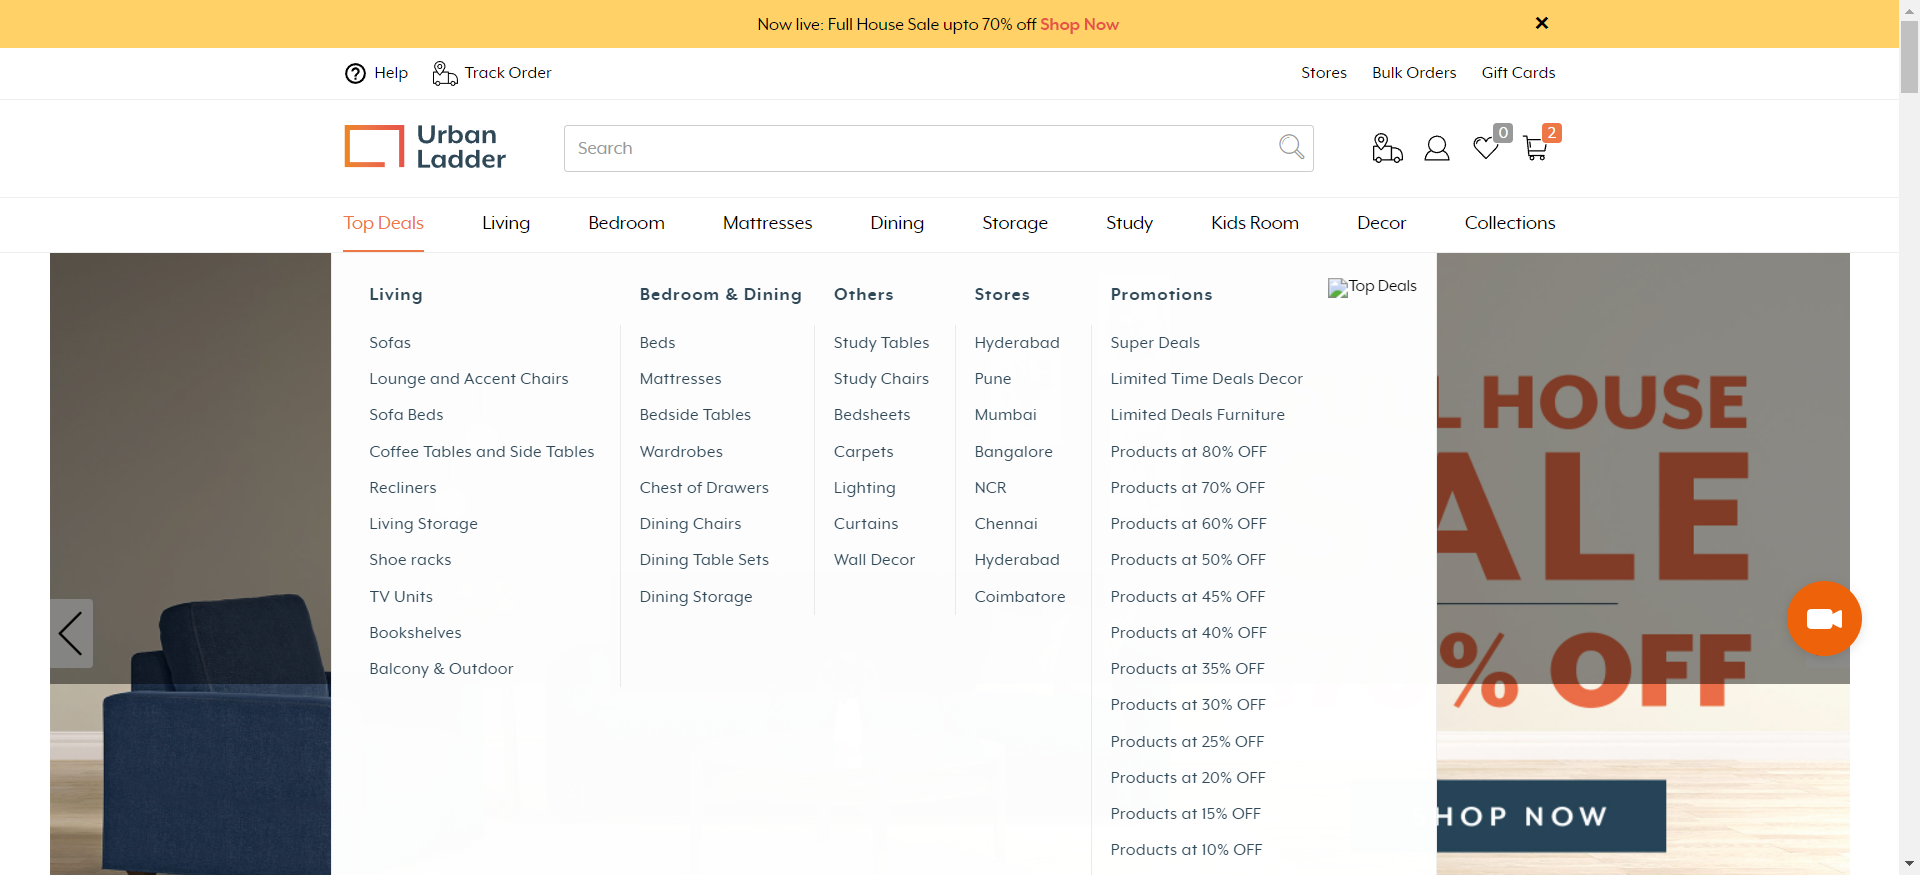 Now live: Full House Sale upto 70% off Shop Now
Help
Track Order
Stores
Bulk Orders
Gift Cards
Urban
Ladder
Search
0
2
Top Deals
Living
Bedroom
Mattresses
Dining
Storage
Study
Kids Room
Decor
Collections
Living
Sofas
Lounge and Accent Chairs
Sofa Beds
Coffee Tables and Side Tables
Recliners
Living Storage
Shoe racks
TV Units
Bookshelves
Balcony & Outdoor
Bedroom & Dining
Beds
Mattresses
Bedside Tables
Wardrobes
Chest of Drawers
Dining Chairs
Dining Table Sets
Dining Storage
Others
Study Tables
Study Chairs
Bedsheets
Carpets
Lighting
Curtains
Wall Decor
Stores
Hyderabad
Pune
Mumbai
Bangalore
NCR
Chennai
Hyderabad
Coimbatore
Promotions
Super Deals
Limited Time Deals Decor
Limited Deals Furniture
Products at 80% OFF
Products at 70% OFF
Products at 60% OFF
Products at 50% OFF
Products at 45% OFF
Products at 40% OFF
Products at 35% OFF
Products at 30% OFF
Products at 25% OFF
Products at 20% OFF
Products at 15% OFF
Products at 10% OFF
Top Deals
L HOUSE
ALE
% OFF
HOP NOW